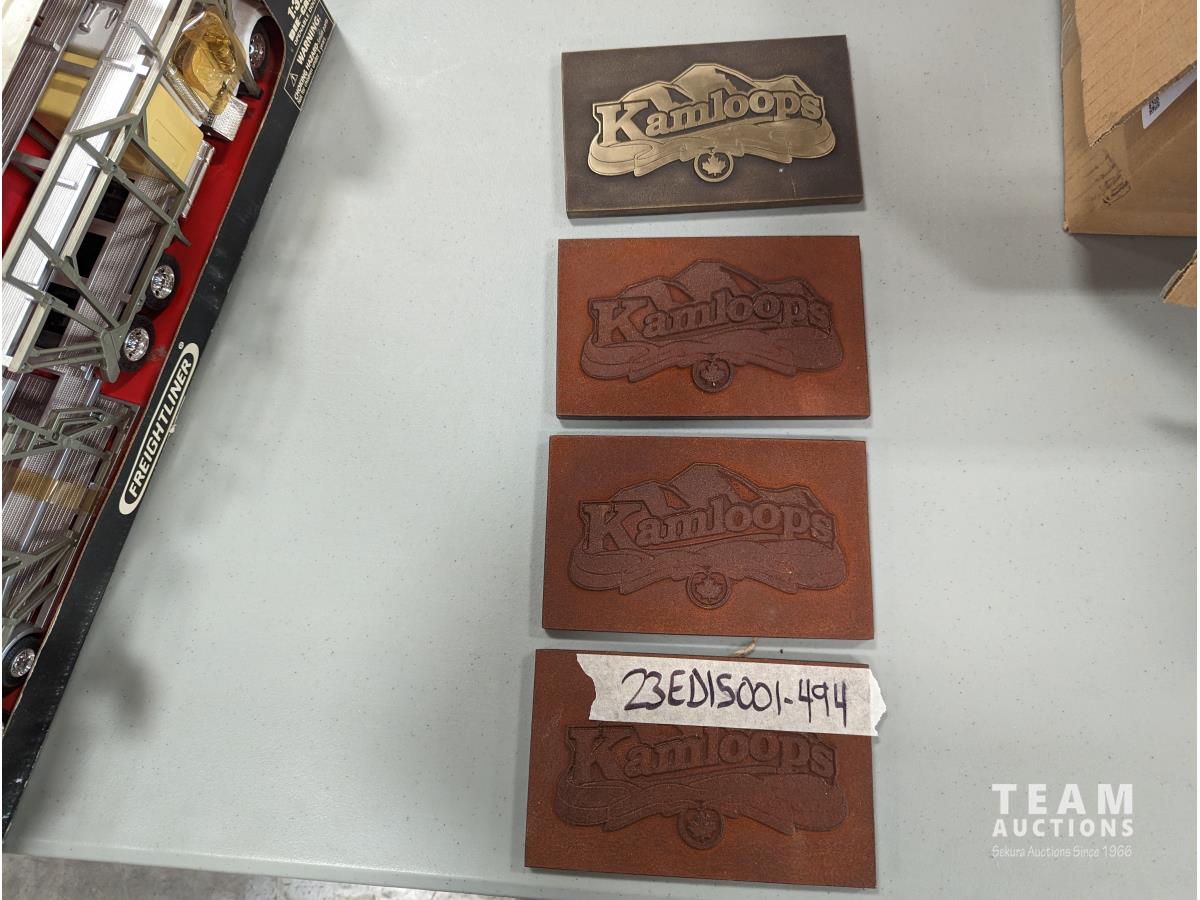 WARNING:
FREIGHTLINER®
Kamloops
Kamloops
Kamloops
23EDIS001-494
Kamloops
TEAM
AUCTIONS
Sekura Auctions Since 1966